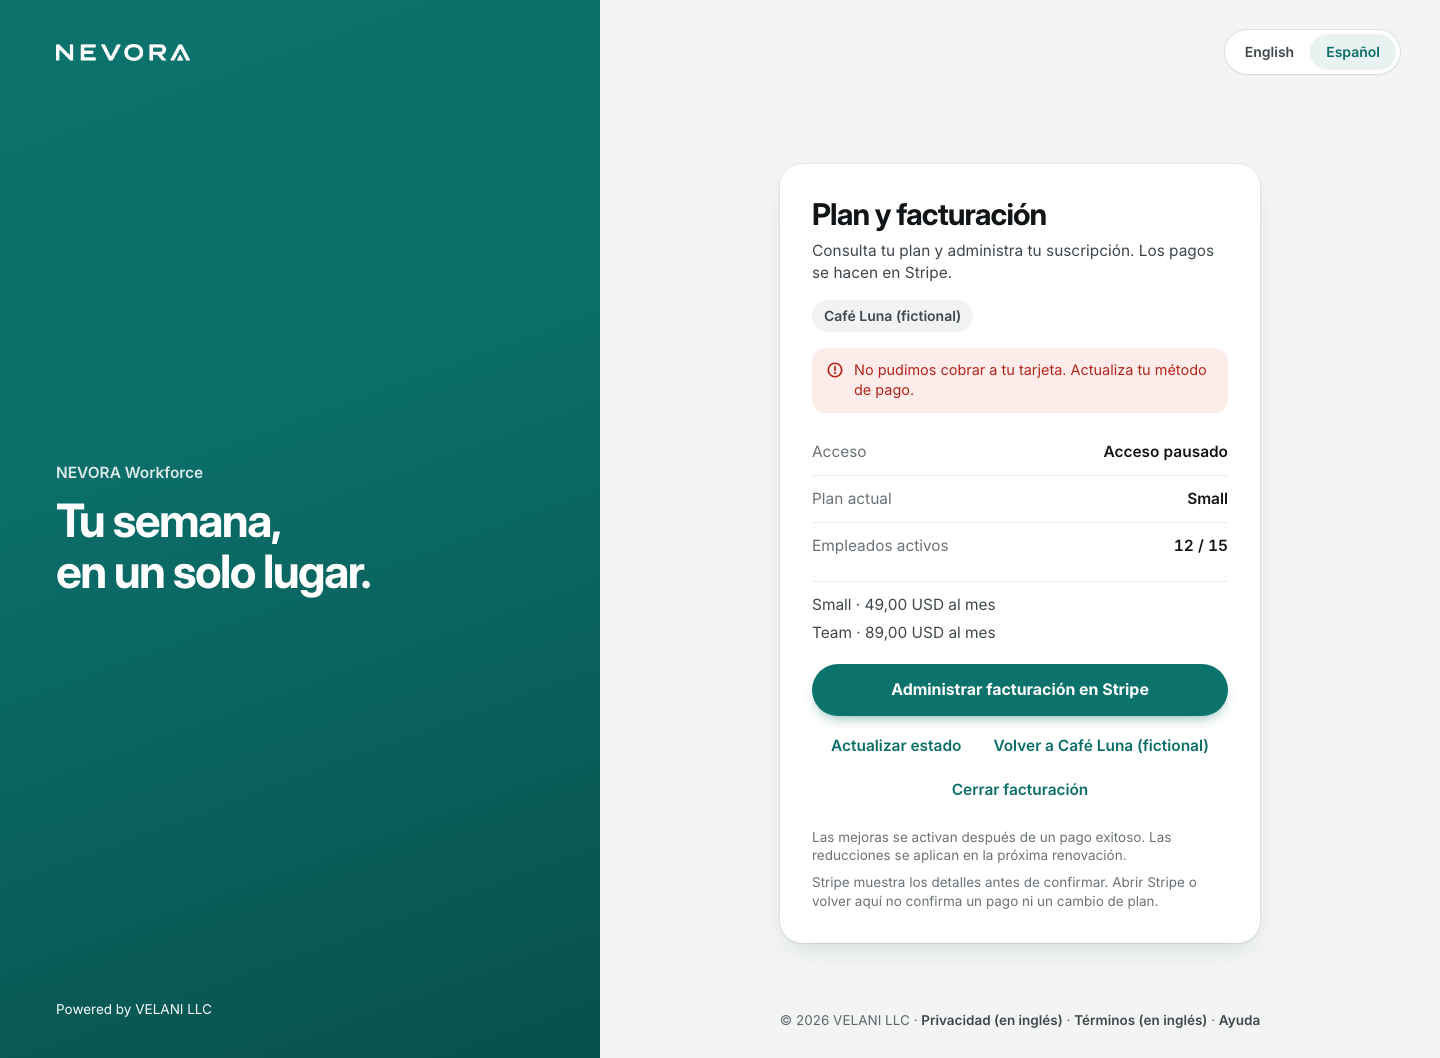 NEVORA
English
Español
Plan y facturación
Consulta tu plan y administra tu suscripción. Los pagos
se hacen en Stripe.
Café Luna (fictional)
No pudimos cobrar a tu tarjeta. Actualiza tu método
de pago.
Acceso
Acceso pausado
Plan actual
Small
Empleados activos
12 / 15
Small · 49,00 USD al mes
Team · 89,00 USD al mes
Administrar facturación en Stripe
Actualizar estado
Volver a Café Luna (fictional)
Cerrar facturación
Las mejoras se activan después de un pago exitoso. Las
reducciones se aplican en la próxima renovación.
Stripe muestra los detalles antes de confirmar. Abrir Stripe o
volver aquí no confirma un pago ni un cambio de plan.
NEVORA Workforce
Tu semana,
en un solo lugar.
Powered by VELANI LLC
© 2026 VELANI LLC · Privacidad (en inglés) · Términos (en inglés) · Ayuda